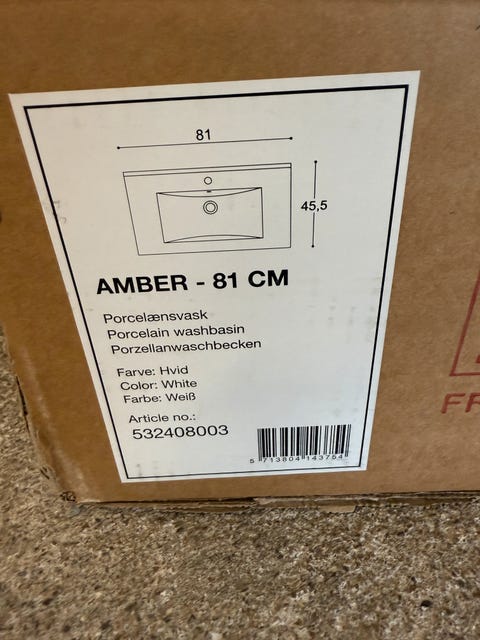 81
45,5
AMBER - 81 CM
Porcelænsvask
Porcelain washbasin
Porzellanwaschbecken
Farve: Hvid
Color: White
Farbe: Weiß
Article no.:
532408003
5 713804 143754
FR